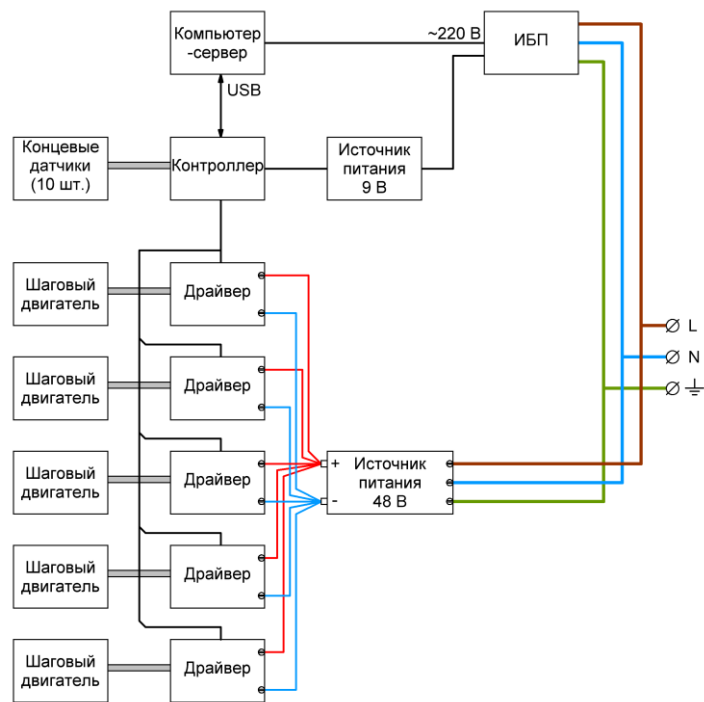 Компьютер
-сервер
~220 В
ИБП
USB
Концевые
датчики
(10 шт.)
Контроллер
Источник
питания
9 В
Шаговый
двигатель
Драйвер
L
N
Шаговый
двигатель
Драйвер
Шаговый
двигатель
Драйвер
+
-
Источник
питания
48 В
Шаговый
двигатель
Драйвер
Шаговый
двигатель
Драйвер